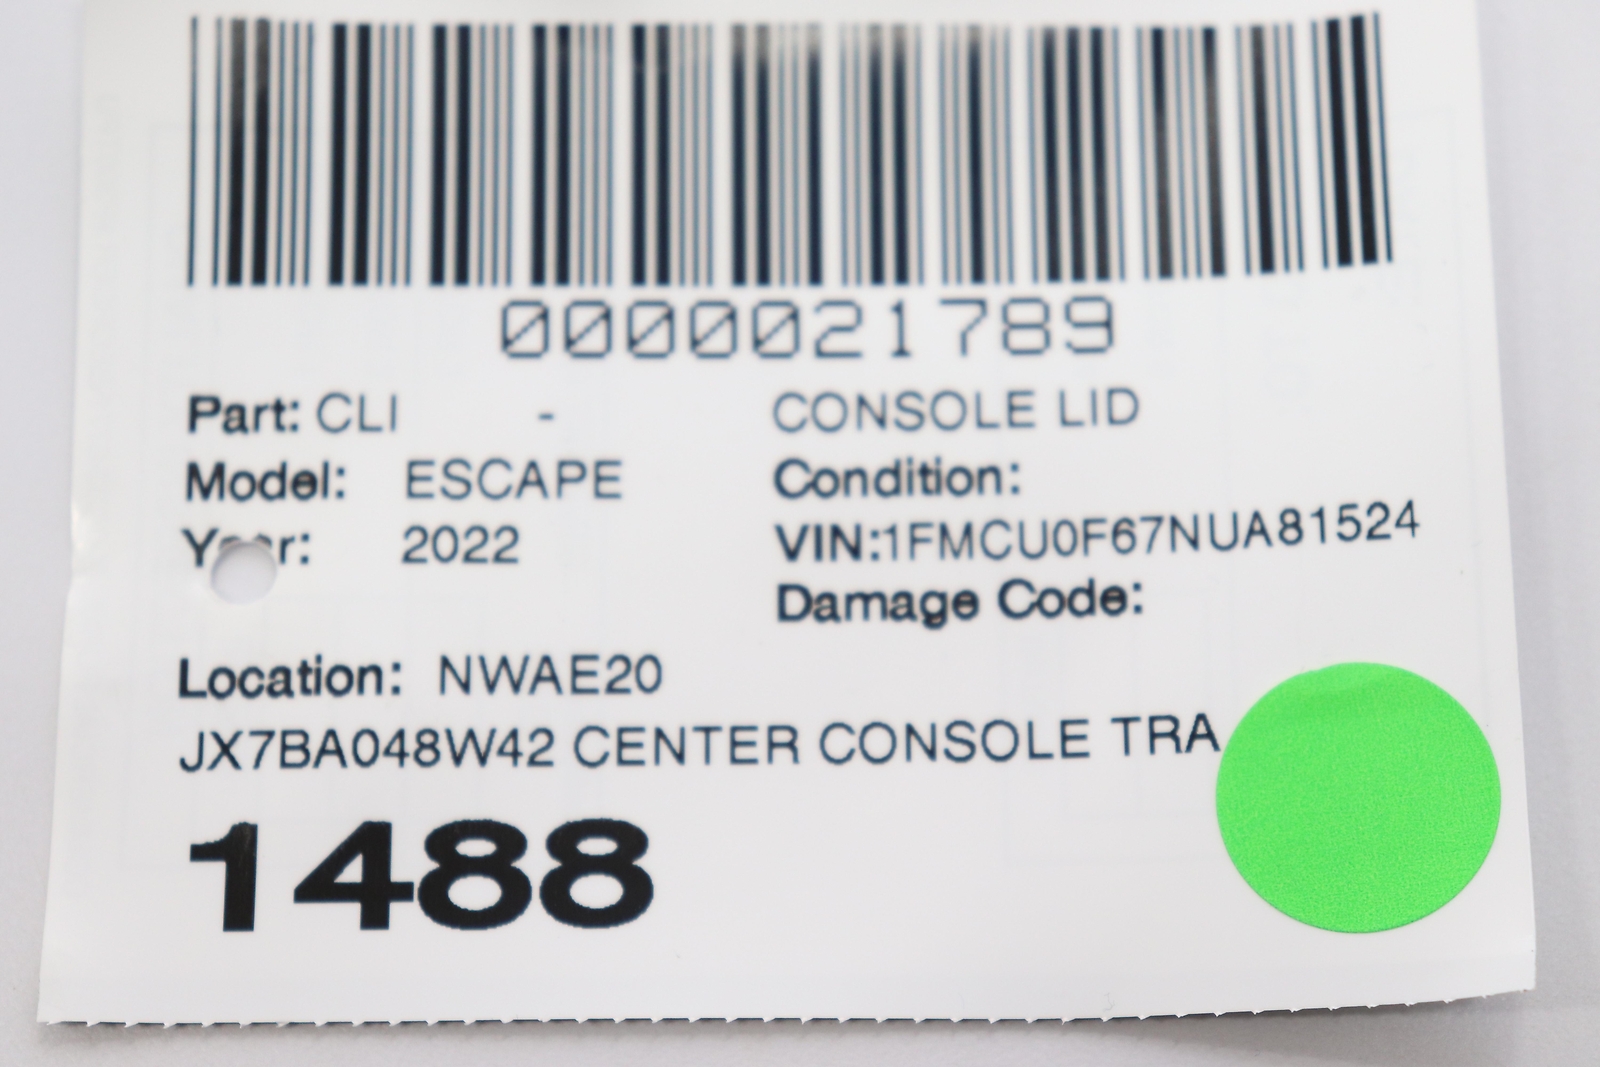 0000021789
Part: CLI - CONSOLE LID
Model: ESCAPE Condition:
Year: 2022 VIN:1FMCU0F67NUA81524
Damage Code:
Location: NWAE20
JX7BA048W42 CENTER CONSOLE TRA
1488